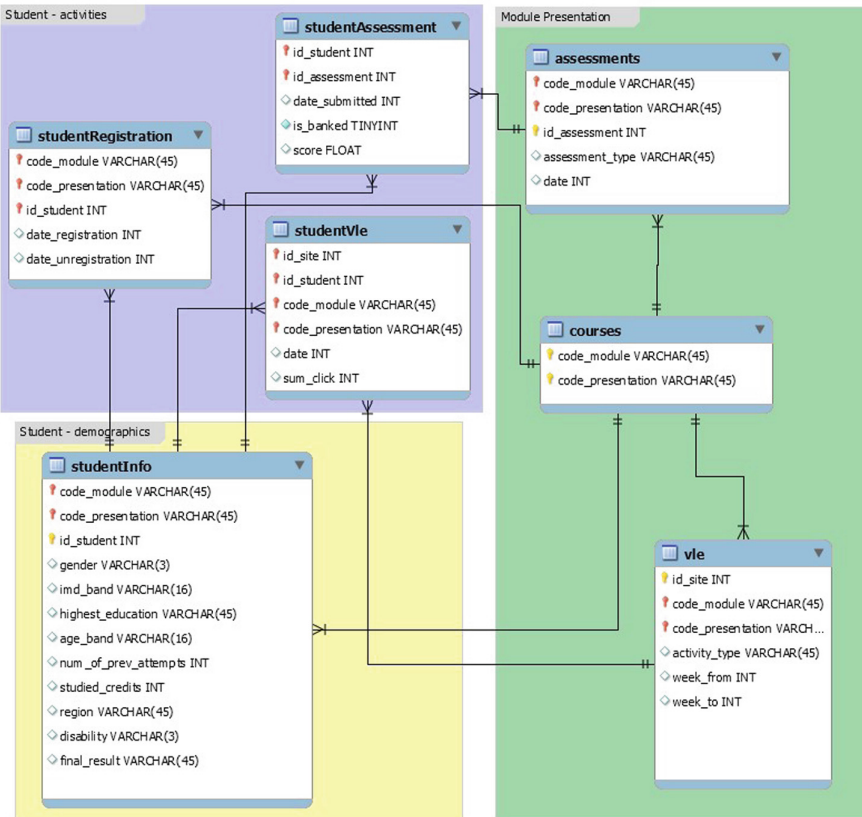 Student - activities
studentAssessment
id_student INT
id_assessment INT
date_submitted INT
is_banked TINYINT
score FLOAT
studentRegistration
code_module VARCHAR(45)
code_presentation VARCHAR(45)
id_student INT
date_registration INT
date_unregistration INT
studentVle
id_site INT
id_student INT
code_module VARCHAR(45)
code_presentation VARCHAR(45)
date INT
sum_click INT
Student - demographics
studentInfo
code_module VARCHAR(45)
code_presentation VARCHAR(45)
id_student INT
gender VARCHAR(3)
imd_band VARCHAR(16)
highest_education VARCHAR(45)
age_band VARCHAR(16)
num_of_prev_attempts INT
studied_credits INT
region VARCHAR(45)
disability VARCHAR(3)
final_result VARCHAR(45)
Module Presentation
assessments
code_module VARCHAR(45)
code_presentation VARCHAR(45)
id_assessment INT
assessment_type VARCHAR(45)
date INT
courses
code_module VARCHAR(45)
code_presentation VARCHAR(45)
vle
id_site INT
code_module VARCHAR(45)
code_presentation VARCH...
activity_type VARCHAR(45)
week_from INT
week_to INT